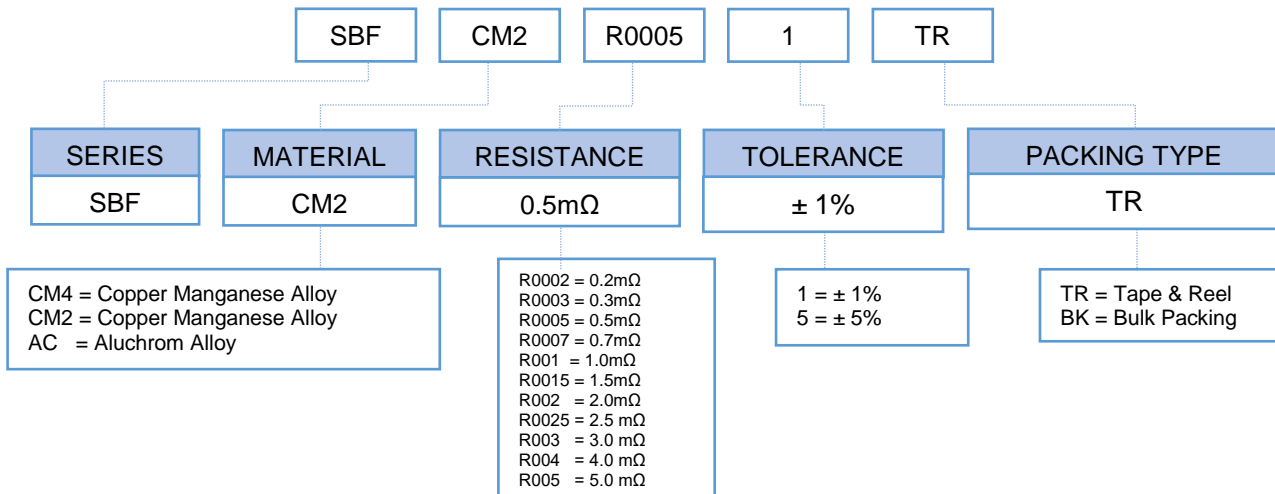 SBF CM2 R0005 1 TR
SERIES MATERIAL RESISTANCE TOLERANCE PACKING TYPE
SBF CM2 0.5mΩ ± 1% TR
CM4 = Copper Manganese Alloy
CM2 = Copper Manganese Alloy
AC = Aluchrom Alloy
R0002 = 0.2mΩ
R0003 = 0.3mΩ
R0005 = 0.5mΩ
R0007 = 0.7mΩ
R001 = 1.0mΩ
R0015 = 1.5mΩ
R002 = 2.0mΩ
R0025 = 2.5 mΩ
R003 = 3.0 mΩ
R004 = 4.0 mΩ
R005 = 5.0 mΩ
1 = ± 1%
5 = ± 5%
TR = Tape & Reel
BK = Bulk Packing